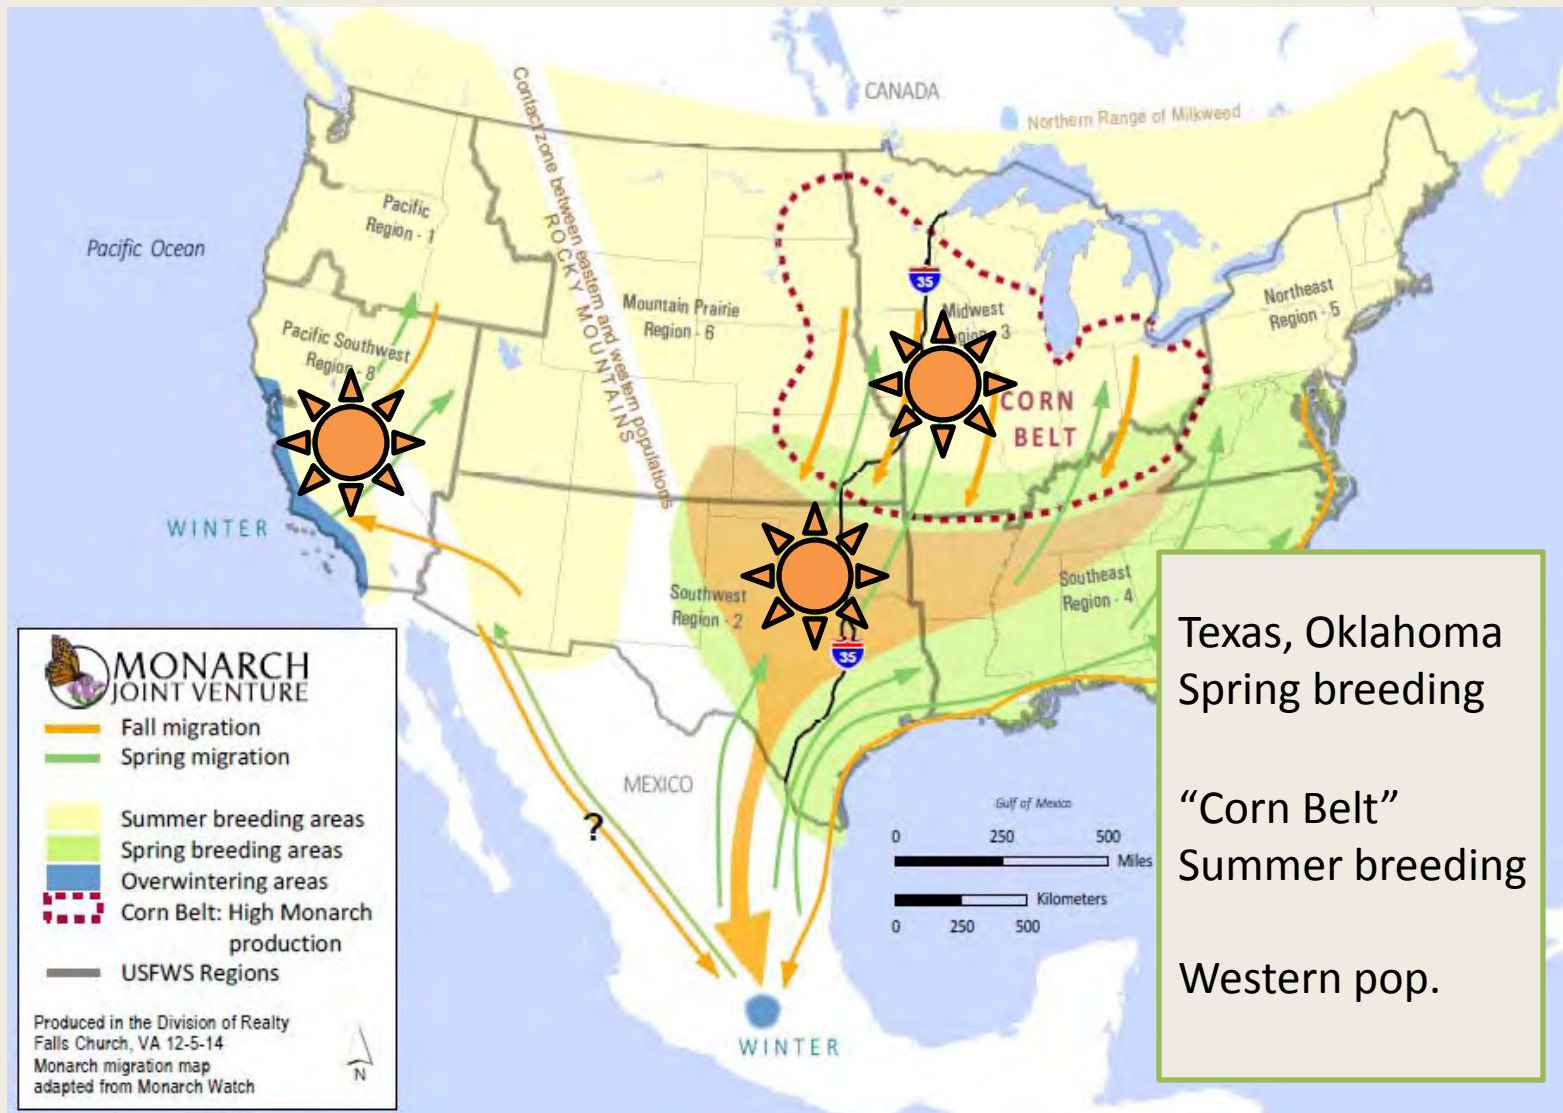 CANADA
Northern Range of Milkweed
Contact zone between eastern and western populations
ROCKY MOUNTAINS
Pacific
Region - 1
Pacific Ocean
Mountain Prairie
Region - 6
35
Midwest
Region - 3
Northeast
Region - 5
Pacific Southwest
Region - 8
CORN
BELT
WINTER
Southwest
Region - 2
Southeast
Region - 4
35
MEXICO
Gulf of Mexico
0 250 500
Miles
Kilometers
0 250 500
?
WINTER
MONARCH
JOINT VENTURE
Fall migration
Spring migration
Summer breeding areas
Spring breeding areas
Overwintering areas
Corn Belt: High Monarch
production
USFWS Regions
Produced in the Division of Realty
Falls Church, VA 12-5-14
Monarch migration map
adapted from Monarch Watch
N
Texas, Oklahoma
Spring breeding
“Corn Belt”
Summer breeding
Western pop.